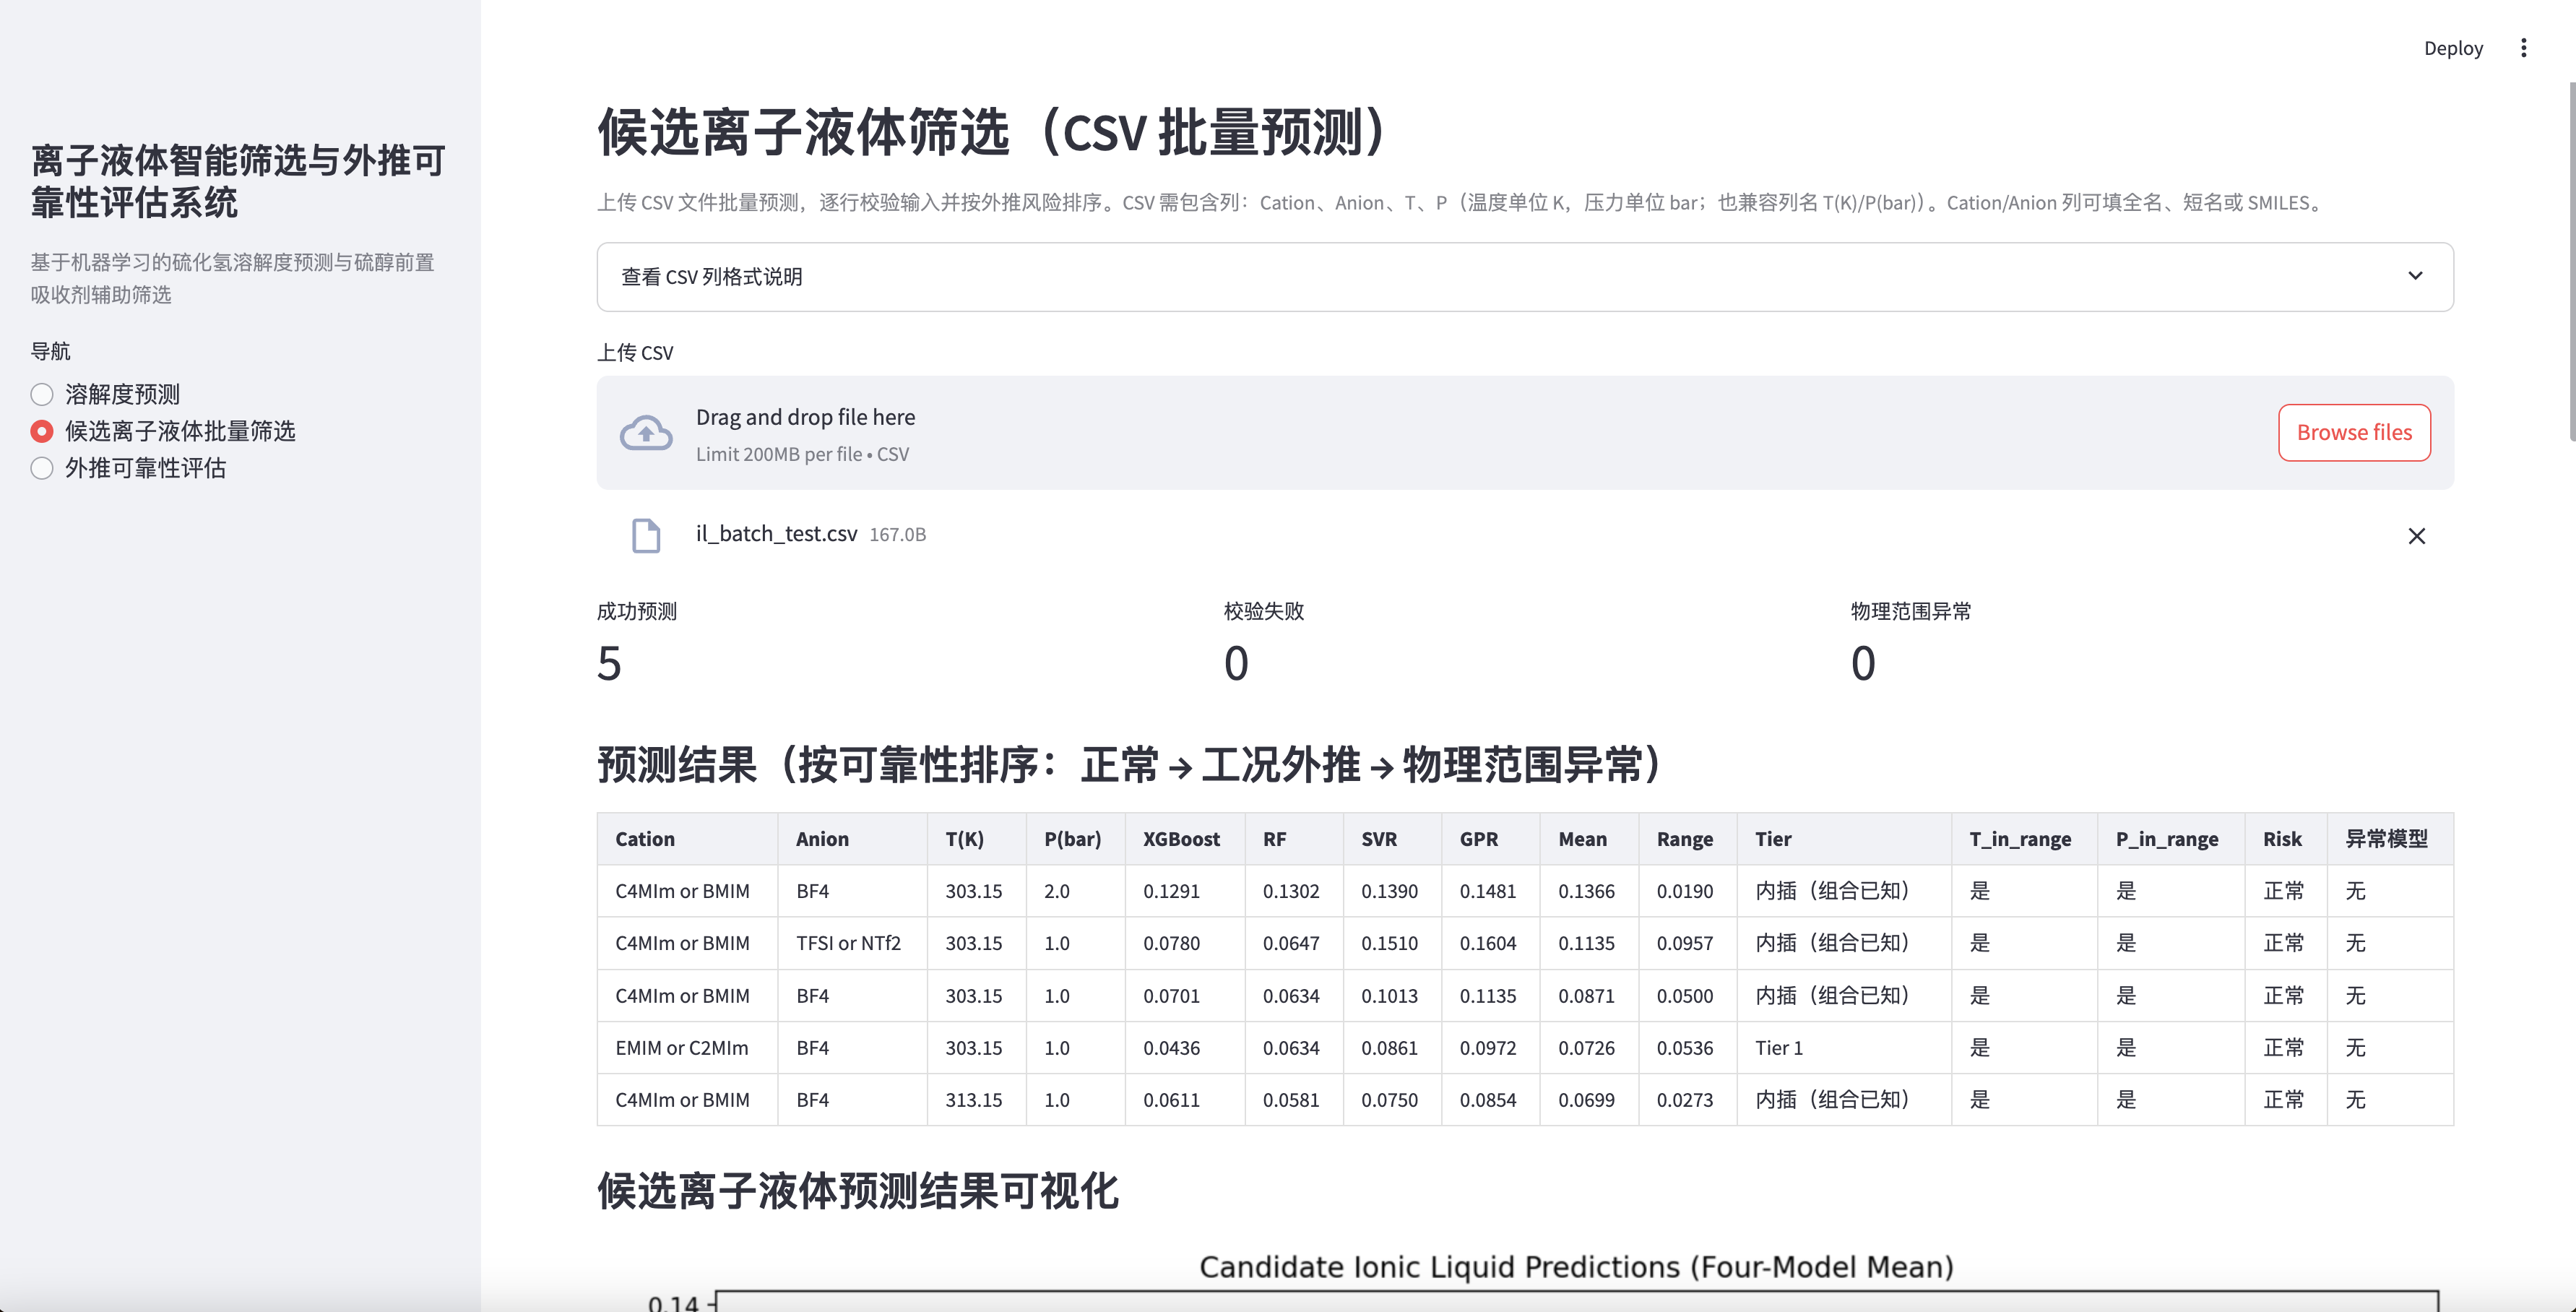 Deploy
离子液体智能筛选与外推可
靠性评估系统
基于机器学习的硫化氢溶解度预测与硫醇前置
吸收剂辅助筛选
导航
溶解度预测
候选离子液体批量筛选
外推可靠性评估
候选离子液体筛选（CSV 批量预测）
上传 CSV 文件批量预测，逐行校验输入并按外推风险排序。CSV 需包含列：Cation、Anion、T、P（温度单位 K，压力单位 bar；也兼容列名 T(K)/P(bar)）。Cation/Anion 列可填全名、短名或 SMILES。
查看 CSV 列格式说明
上传 CSV
Drag and drop file here
Limit 200MB per file • CSV
Browse files
il_batch_test.csv 167.0B
成功预测 校验失败 物理范围异常
5 0 0
预测结果（按可靠性排序：正常 → 工况外推 → 物理范围异常）
Cation Anion T(K) P(bar) XGBoost RF SVR GPR Mean Range Tier T_in_range P_in_range Risk 异常模型
C4MIm or BMIM BF4 303.15 2.0 0.1291 0.1302 0.1390 0.1481 0.1366 0.0190 内插（组合已知） 是 是 正常 无
C4MIm or BMIM TFSI or NTf2 303.15 1.0 0.0780 0.0647 0.1510 0.1604 0.1135 0.0957 内插（组合已知） 是 是 正常 无
C4MIm or BMIM BF4 303.15 1.0 0.0701 0.0634 0.1013 0.1135 0.0871 0.0500 内插（组合已知） 是 是 正常 无
EMIM or C2MIm BF4 303.15 1.0 0.0436 0.0634 0.0861 0.0972 0.0726 0.0536 Tier 1 是 是 正常 无
C4MIm or BMIM BF4 313.15 1.0 0.0611 0.0581 0.0750 0.0854 0.0699 0.0273 内插（组合已知） 是 是 正常 无
候选离子液体预测结果可视化
Candidate Ionic Liquid Predictions (Four-Model Mean)
0.14